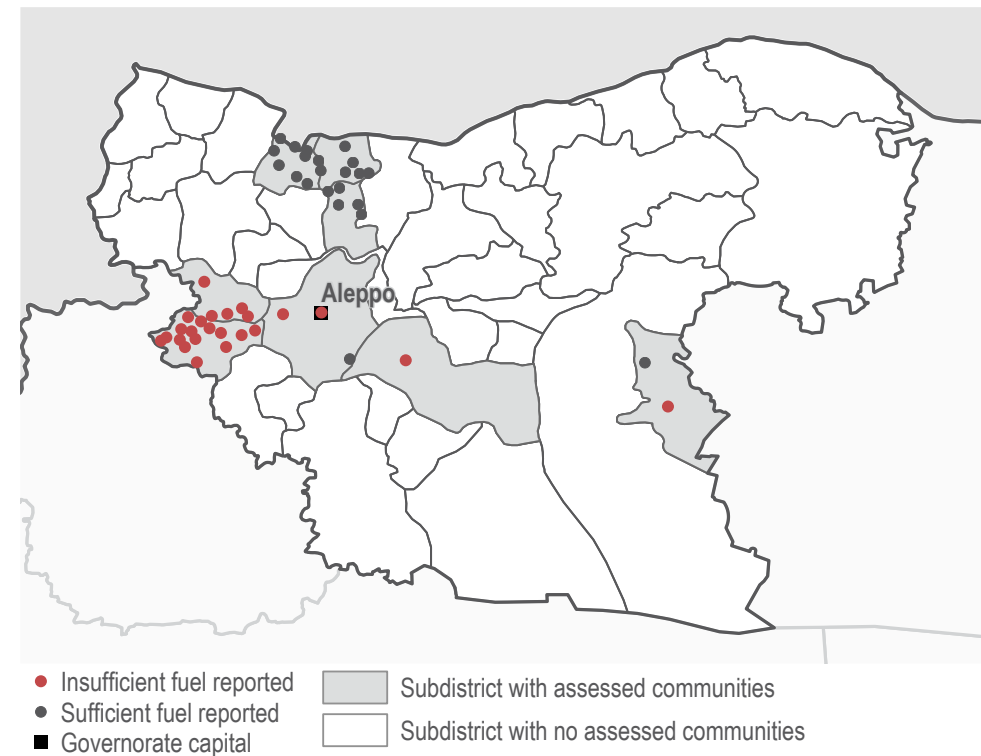 Aleppo
Insufficient fuel reported
Sufficient fuel reported
Governorate capital
Subdistrict with assessed communities
Subdistrict with no assessed communities